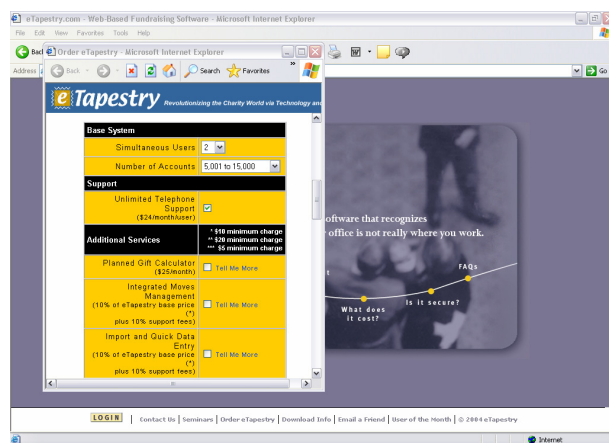 eTapestry.com - Web-Based Fundraising Software - Microsoft Internet Explorer
File Edit View Favorites Tools Help
Back
Address
Go
Order eTapestry - Microsoft Internet Explorer
Back Search Favorites »
eTapestry Revolutionizing the Charity World via Technology and
Base System
Simultaneous Users 2
Number of Accounts 5,001 to 15,000
Support
Unlimited Telephone
Support
($24/month/user)
Additional Services
* $10 minimum charge
** $20 minimum charge
*** $5 minimum charge
Planned Gift Calculator
($25/month)
Tell Me More
Integrated Moves
Management
(10% of eTapestry base price
(*)
plus 10% support fees)
Tell Me More
Import and Quick Data
Entry
(10% of eTapestry base price
(*)
plus 10% support fees)
Tell Me More
software that recognizes
office is not really where you work.
FAQs
Is it secure?
What does
it cost?
LOGIN | Contact Us | Seminars | Order eTapestry | Download Info | Email a Friend | User of the Month | © 2004 eTapestry
Internet